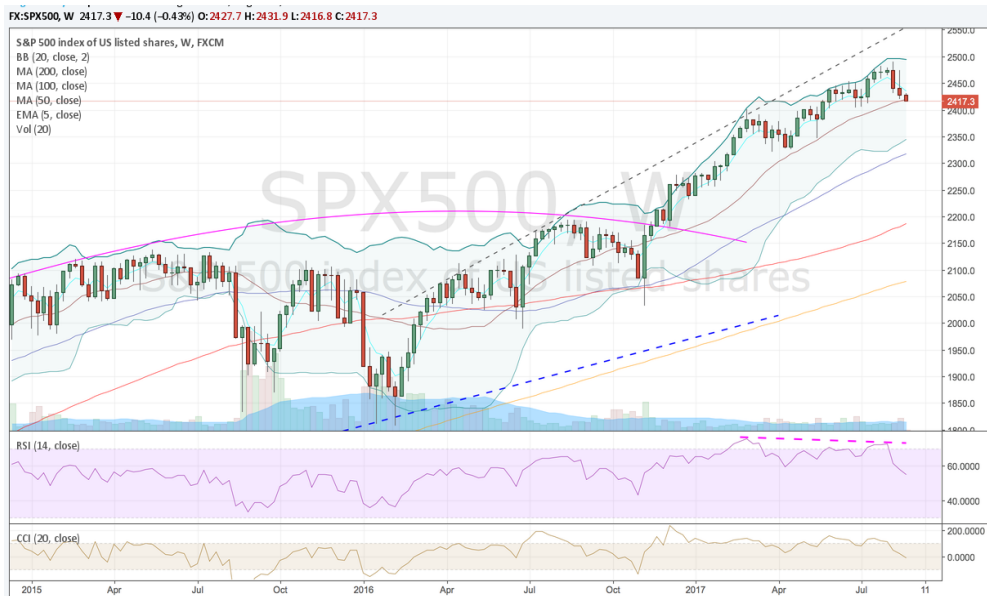 FX:SPX500, W 2417.3 ▼ −10.4 (−0.43%) O:2427.7 H:2431.9 L:2416.8 C:2417.3
S&P 500 index of US listed shares, W, FXCM
BB (20, close, 2)
MA (200, close)
MA (100, close)
MA (50, close)
EMA (5, close)
Vol (20)
SPX500, W
S&P 500 index of US listed shares
2550.0
2500.0
2450.0
2417.3
2400.0
2350.0
2300.0
2250.0
2200.0
2150.0
2100.0
2050.0
2000.0
1950.0
1900.0
1850.0
1800.0
RSI (14, close)
60.0000
40.0000
CCI (20, close)
200.0000
0.0000
2015 Apr Jul Oct 2016 Apr Jul Oct 2017 Apr Jul 11